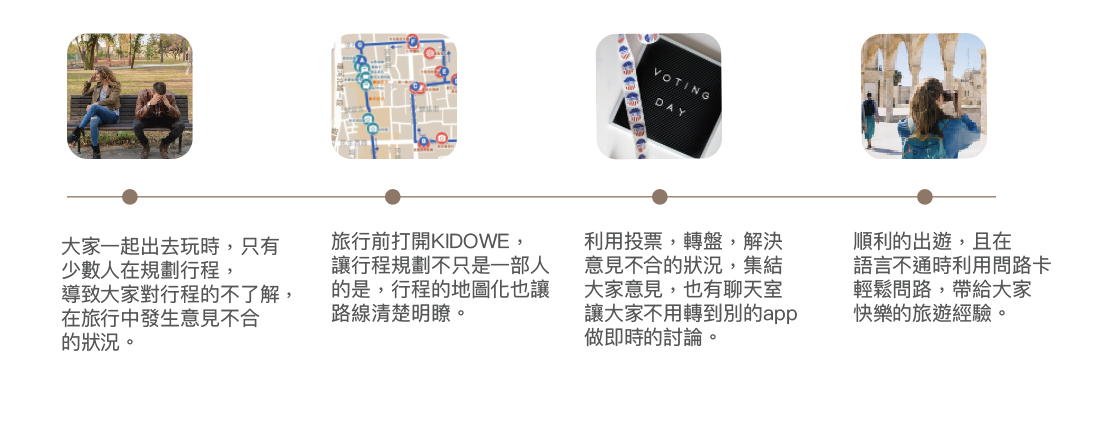 VOTING
DAY
大家一起出去玩時，只有
少數人在規劃行程，
導致大家對行程的不了解，
在旅行中發生意見不合
的狀況。
旅行前打開KIDOWE，
讓行程規劃不只是一部人
的是，行程的地圖化也讓
路線清楚明瞭。
利用投票，轉盤，解決
意見不合的狀況，集結
大家意見，也有聊天室
讓大家不用轉到別的app
做即時的討論。
順利的出遊，且在
語言不通時利用問路卡
輕鬆問路，帶給大家
快樂的旅遊經驗。